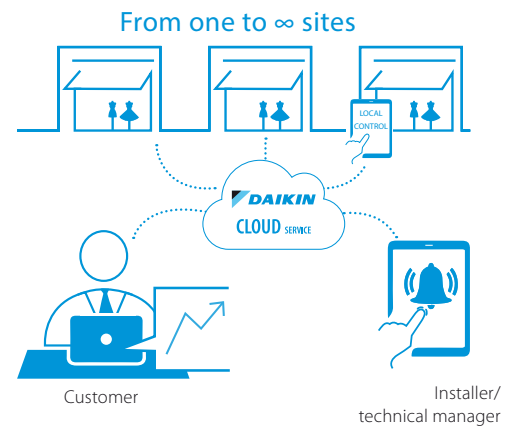 From one to ∞ sites
LOCAL
CONTROL
DAIKIN
CLOUD SERVICE
Customer
Installer/
technical manager